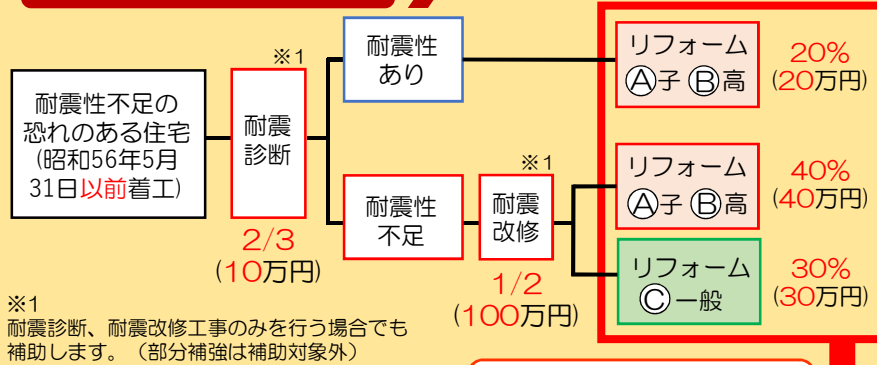 耐震性不足の
恐れのある住宅
(昭和56年5月
31日以前着工)
※1
耐震
診断
2/3
(10万円)
耐震性
あり
リフォーム
Ⓐ子 Ⓑ高
20%
(20万円)
耐震性
不足
※1
耐震
改修
1/2
(100万円)
リフォーム
Ⓐ子 Ⓑ高
40%
(40万円)
リフォーム
Ⓒ一般
30%
(30万円)
※1
耐震診断、耐震改修工事のみを行う場合でも
補助します。（部分補強は補助対象外）